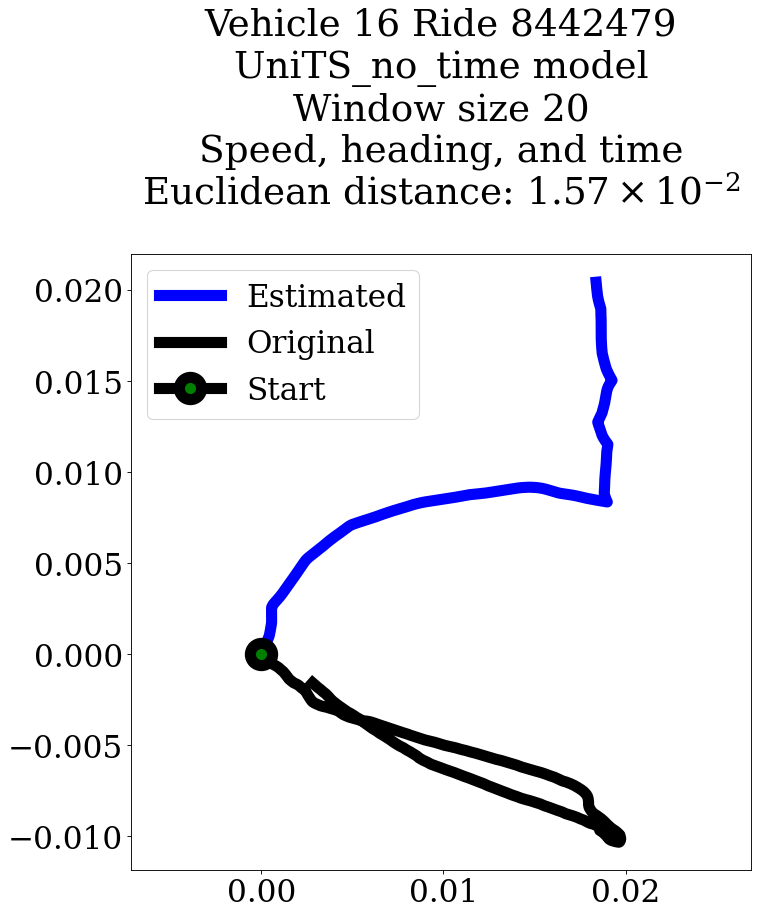 Vehicle 16 Ride 8442479
UniTS_no_time model
Window size 20
Speed, heading, and time
Euclidean distance: 1.57 × 10⁻²
Estimated
Original
Start
0.020
0.015
0.010
0.005
0.000
−0.005
−0.010
0.00 0.01 0.02